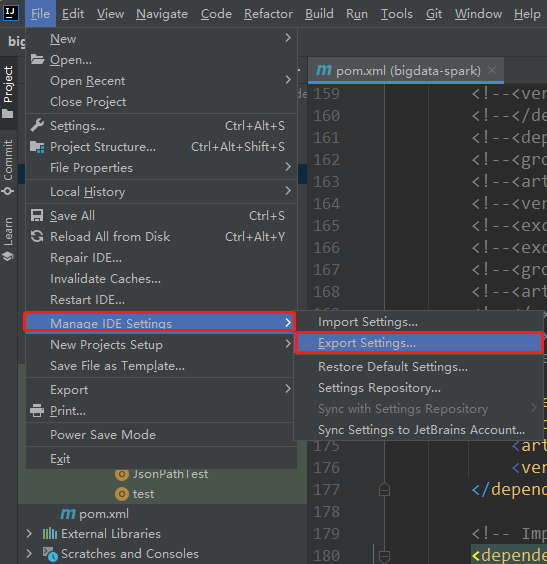 IJ File Edit View Navigate Code Refactor Build Run Tools Git Window Help
New
Open...
Open Recent
Close Project
Settings... Ctrl+Alt+S
Project Structure... Ctrl+Alt+Shift+S
File Properties
Local History
Save All Ctrl+S
Reload All from Disk Ctrl+Alt+Y
Repair IDE...
Invalidate Caches...
Restart IDE...
Manage IDE Settings
New Projects Setup
Save File as Template...
Export
Print...
Power Save Mode
Exit
Import Settings...
Export Settings...
Restore Default Settings...
Settings Repository...
Sync with Settings Repository
Sync Settings to JetBrains Account...
Project
Commit
Learn
JsonPathTest
test
pom.xml
External Libraries
Scratches and Consoles
pom.xml (bigdata-spark)
159 <!--<ver
160 <!--</de
161 <!--<dep
162 <!--<gro
163 <!--<art
164 <!--<ver
165 <!--<exc
166 <!--<exc
167 <!--<gro
168 <!--<art
175 <art
176 <ver
177 </depend
178
179 <!-- Imp
180 <depende